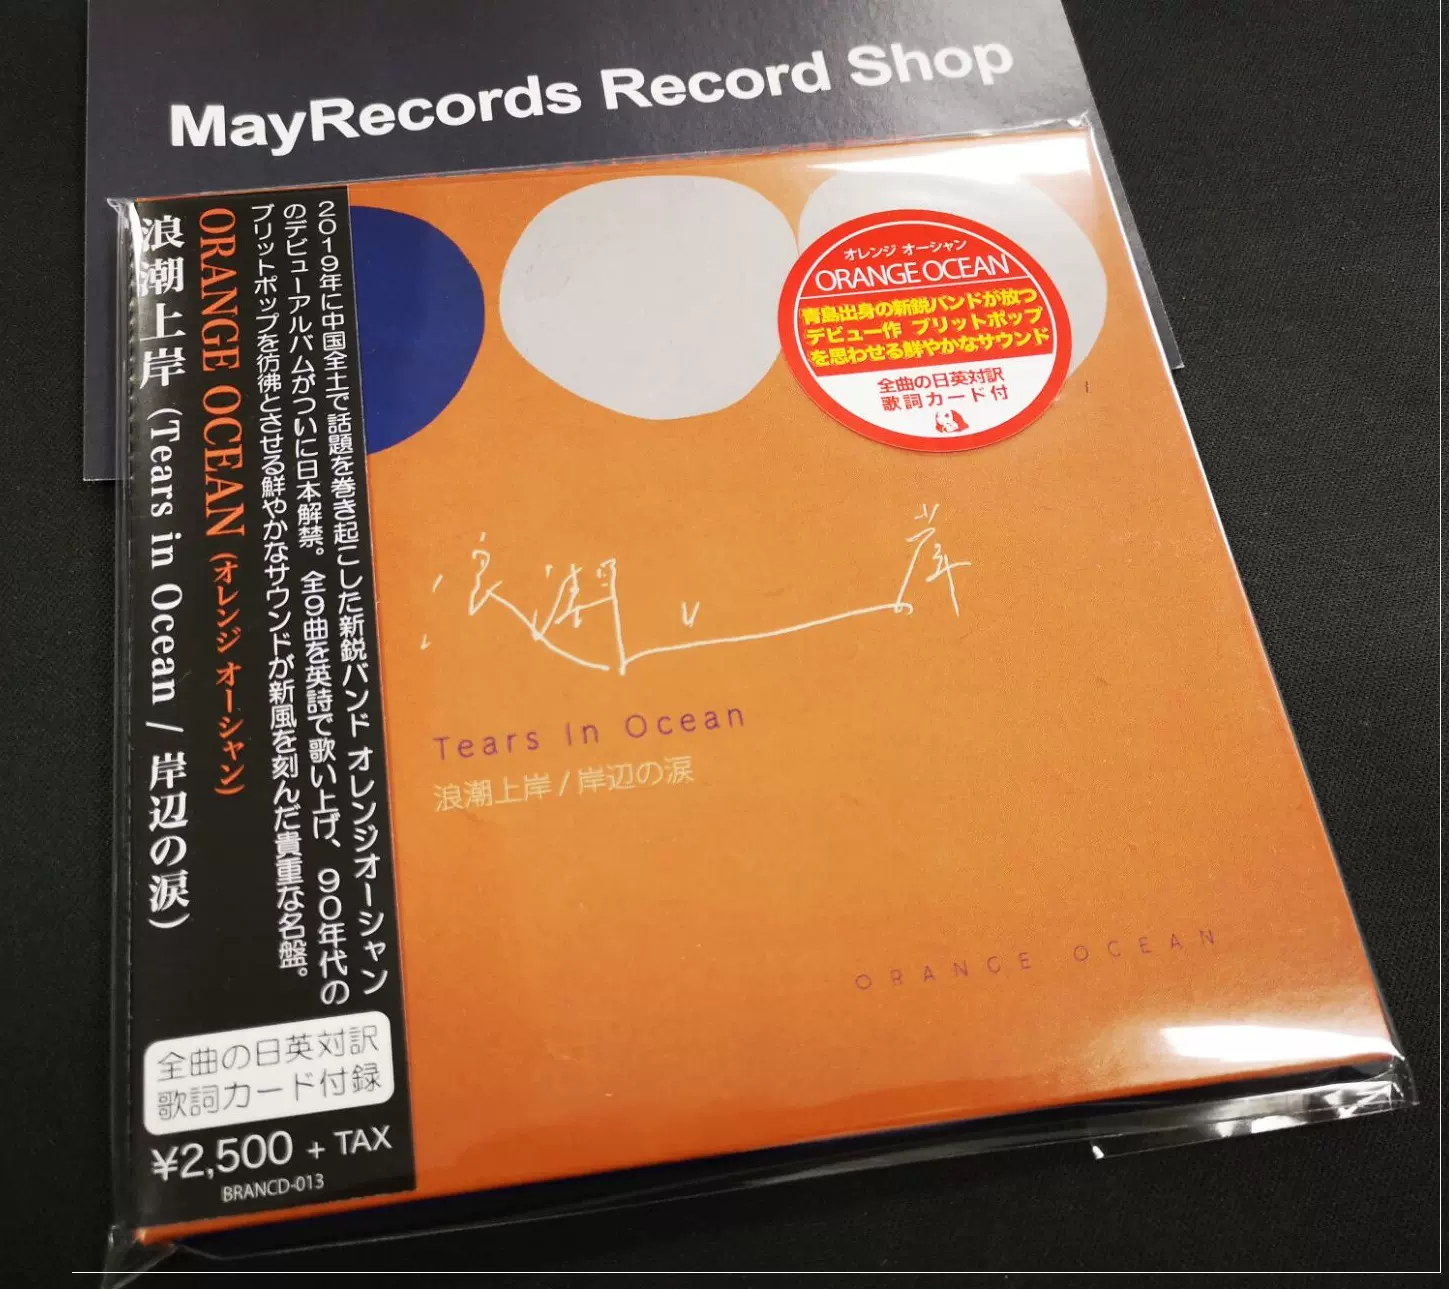 MayRecords Record Shop
浪潮上岸（Tears in Ocean / 岸辺の涙）
ORANGE OCEAN（オレンジ オーシャン）
2019年に中国全土で話題を巻き起こした新鋭バンド オレンジオーシャン
のデビューアルバムがついに日本解禁。全9曲を英詩で歌い上げ、90年代の
ブリットポップを彷彿とさせる鮮やかなサウンドが新風を刻んだ貴重な名盤。
全曲の日英対訳
歌詞カード付録
¥2,500 + TAX
BRANCD-013
オレンジ オーシャン
ORANGE OCEAN
青島出身の新鋭バンドが放つ
デビュー作 ブリットポップ
を思わせる鮮やかなサウンド
全曲の日英対訳
歌詞カード付
浪潮上岸
Tears In Ocean
浪潮上岸 / 岸辺の涙
ORANGE OCEAN